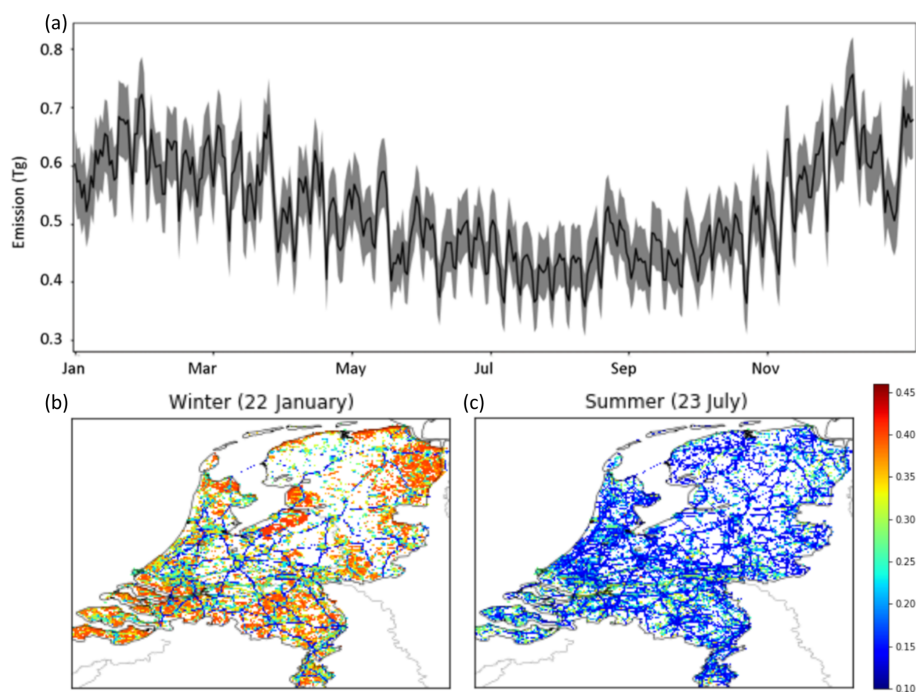 (a)
0.8
0.7
0.6
0.5
0.4
0.3
Emission (Tg)
Jan Mar May Jul Sep Nov
(b) Winter (22 January)
(c) Summer (23 July)
0.45
0.40
0.35
0.30
0.25
0.20
0.15
0.10